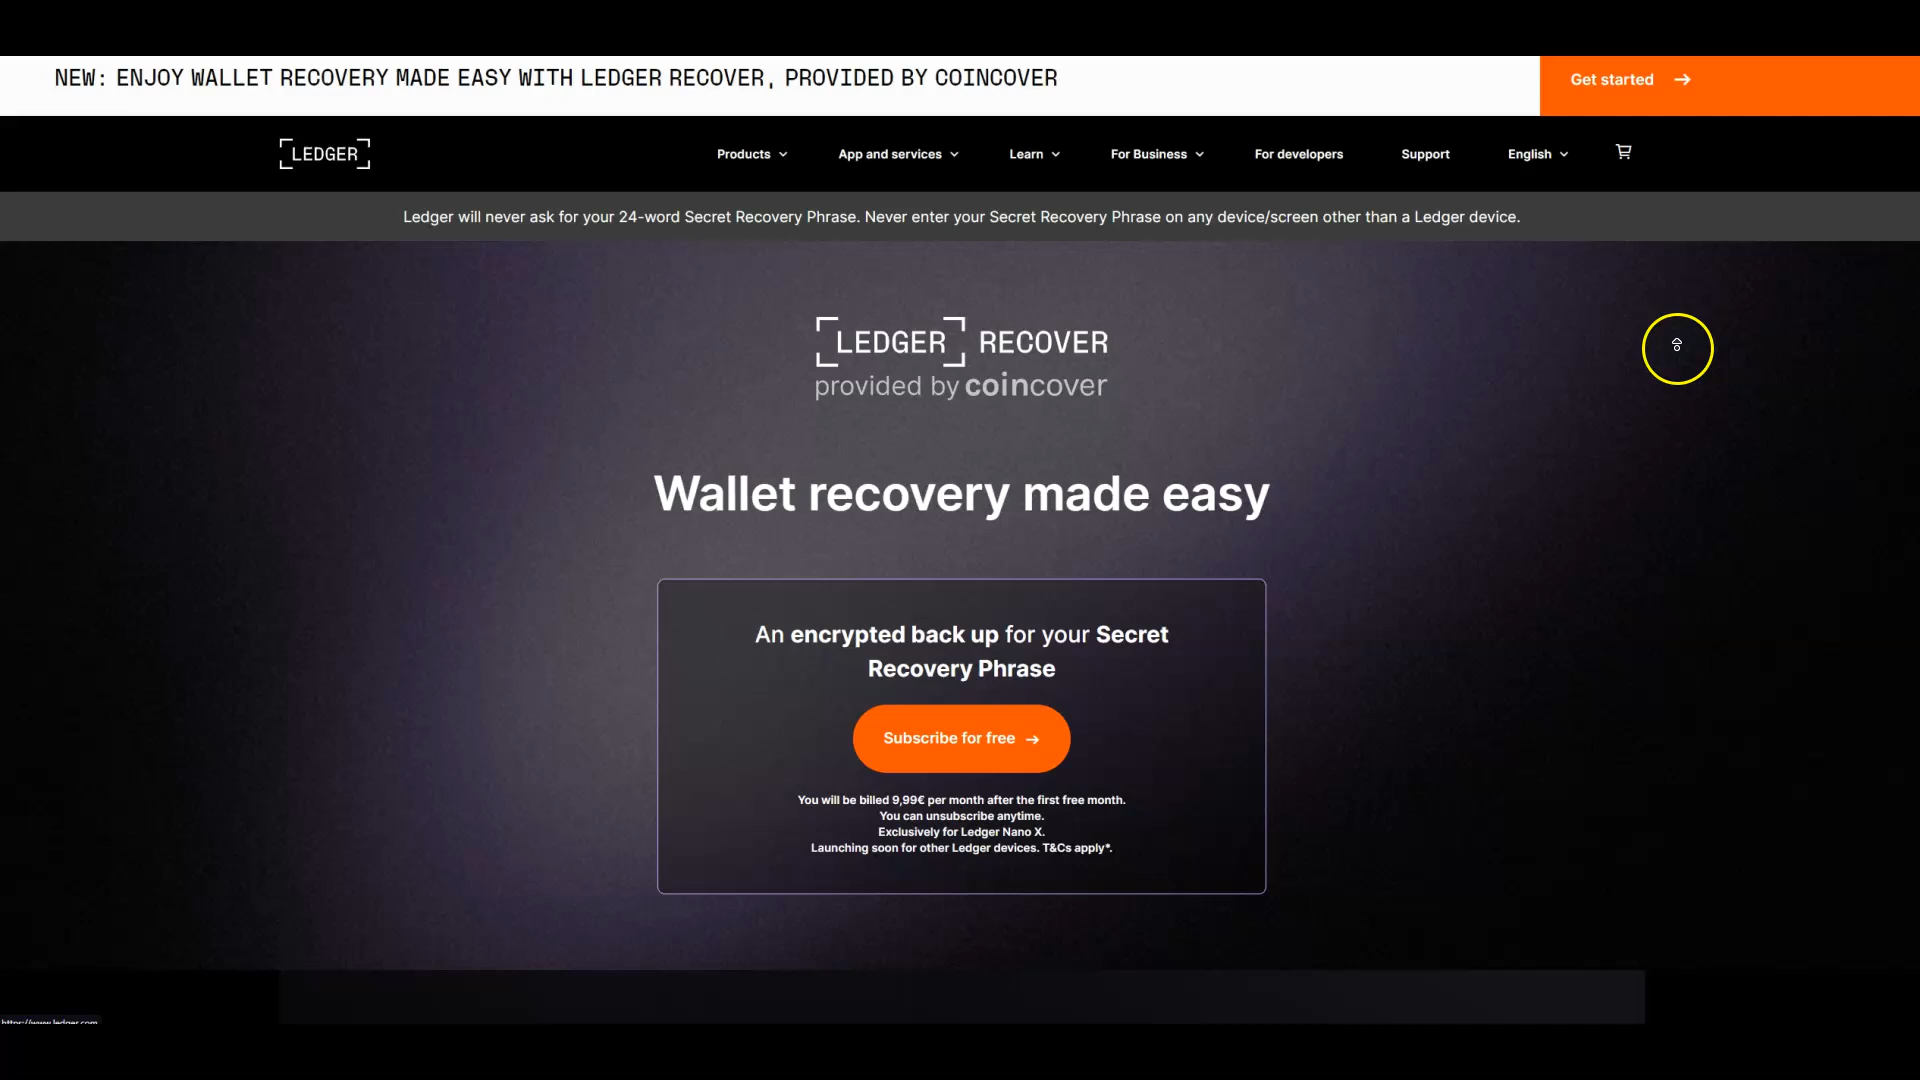 NEW: ENJOY WALLET RECOVERY MADE EASY WITH LEDGER RECOVER, PROVIDED BY COINCOVER
Get started →
LEDGER
Products
App and services
Learn
For Business
For developers
Support
English
Ledger will never ask for your 24-word Secret Recovery Phrase. Never enter your Secret Recovery Phrase on any device/screen other than a Ledger device.
LEDGER RECOVER
provided by coincover
Wallet recovery made easy
An encrypted back up for your Secret
Recovery Phrase
Subscribe for free →
You will be billed 9,99€ per month after the first free month.
You can unsubscribe anytime.
Exclusively for Ledger Nano X.
Launching soon for other Ledger devices. T&Cs apply*.
https://www.ledger.com